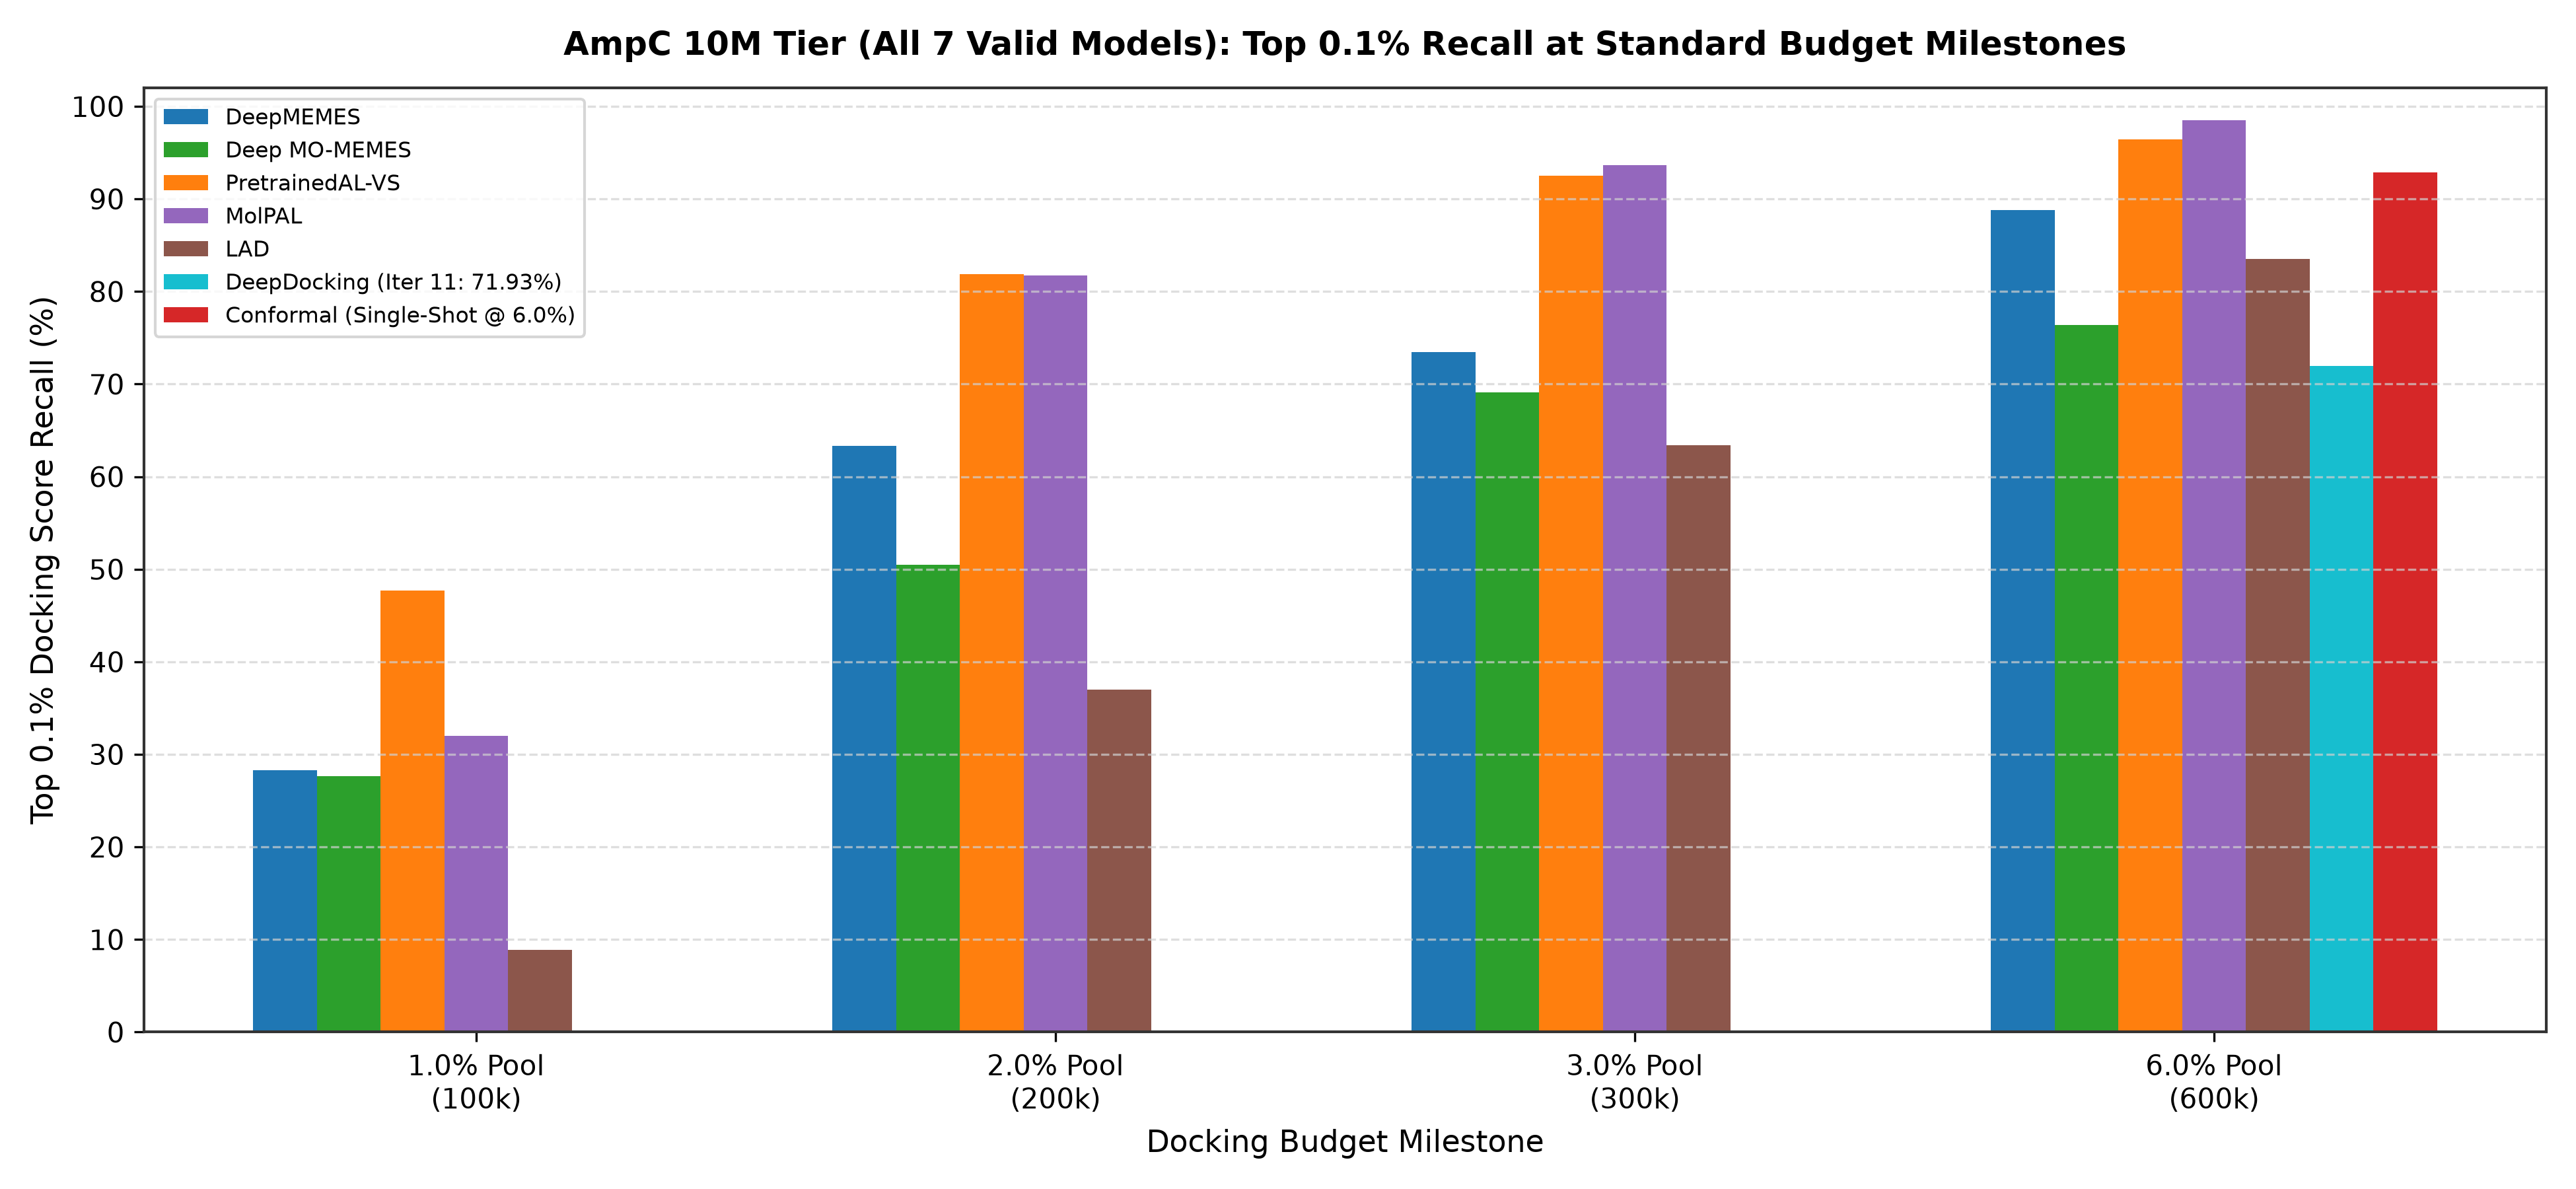 AmpC 10M Tier (All 7 Valid Models): Top 0.1% Recall at Standard Budget Milestones
DeepMEMES
Deep MO-MEMES
PretrainedAL-VS
MolPAL
LAD
DeepDocking (Iter 11: 71.93%)
Conformal (Single-Shot @ 6.0%)
Top 0.1% Docking Score Recall (%)
100
90
80
70
60
50
40
30
20
10
0
1.0% Pool
(100k)
2.0% Pool
(200k)
3.0% Pool
(300k)
6.0% Pool
(600k)
Docking Budget Milestone